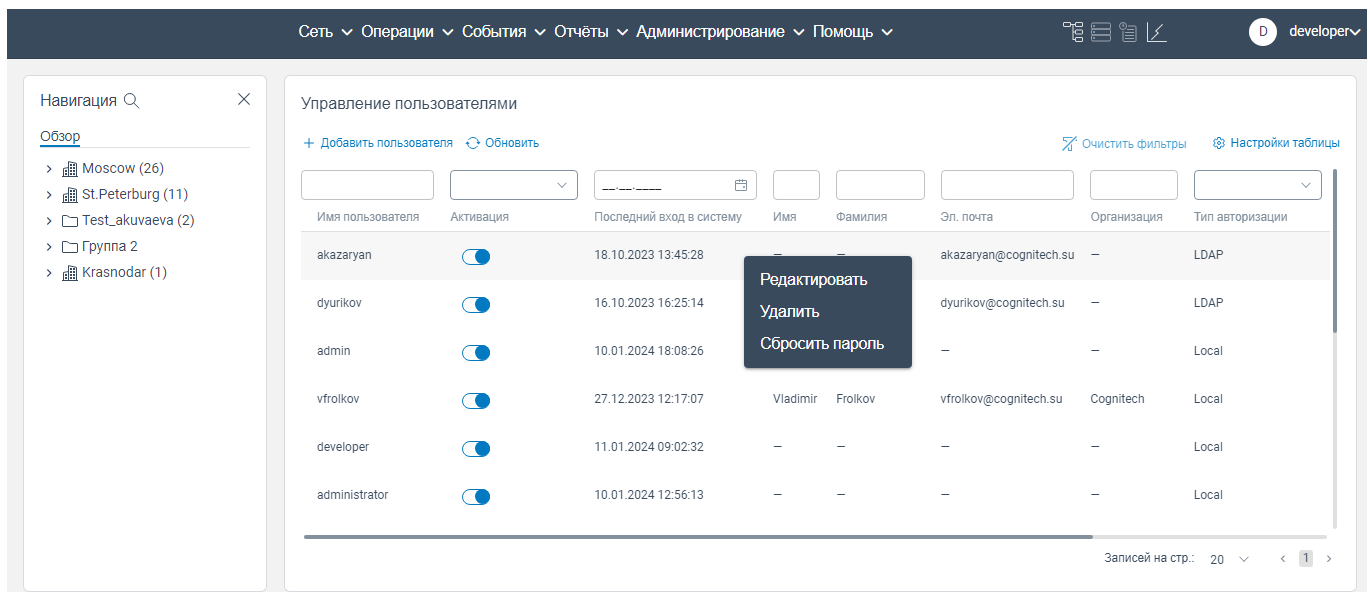 Сеть Операции События Отчёты Администрирование Помощь D developer
Навигация
Обзор
Moscow (26)
St.Peterburg (11)
Test_akuvaeva (2)
Группа 2
Krasnodar (1)
Управление пользователями
Добавить пользователя Обновить Очистить фильтры Настройки таблицы
__.__.____
Имя пользователя Активация Последний вход в систему Имя Фамилия Эл. почта Организация Тип авторизации
akazaryan 18.10.2023 13:45:28 – – akazaryan@cognitech.su – LDAP
dyurikov 16.10.2023 16:25:14 dyurikov@cognitech.su – LDAP
admin 10.01.2024 18:08:26 – – Local
vfrolkov 27.12.2023 12:17:07 Vladimir Frolkov vfrolkov@cognitech.su Cognitech Local
developer 11.01.2024 09:02:32 – – – – Local
administrator 10.01.2024 12:56:13 – – – – Local
Редактировать
Удалить
Сбросить пароль
Записей на стр.: 20 1